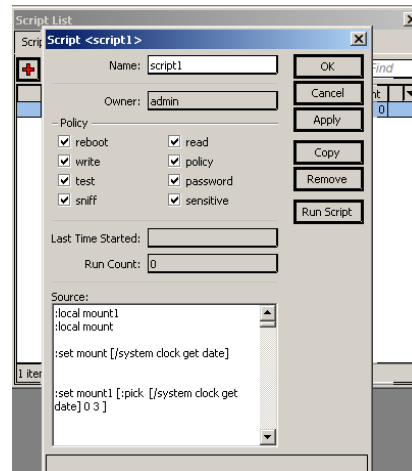 Script List
Script <script1>
Name: script1
OK
Find
Cancel
Owner: admin
0
Apply
Policy
reboot
read
write
policy
Copy
test
password
Remove
sniff
sensitive
Run Script
Last Time Started:
Run Count: 0
Source:
:local mount1
:local mount
:set mount [/system clock get date]
:set mount1 [:pick [/system clock get
date] 0 3 ]